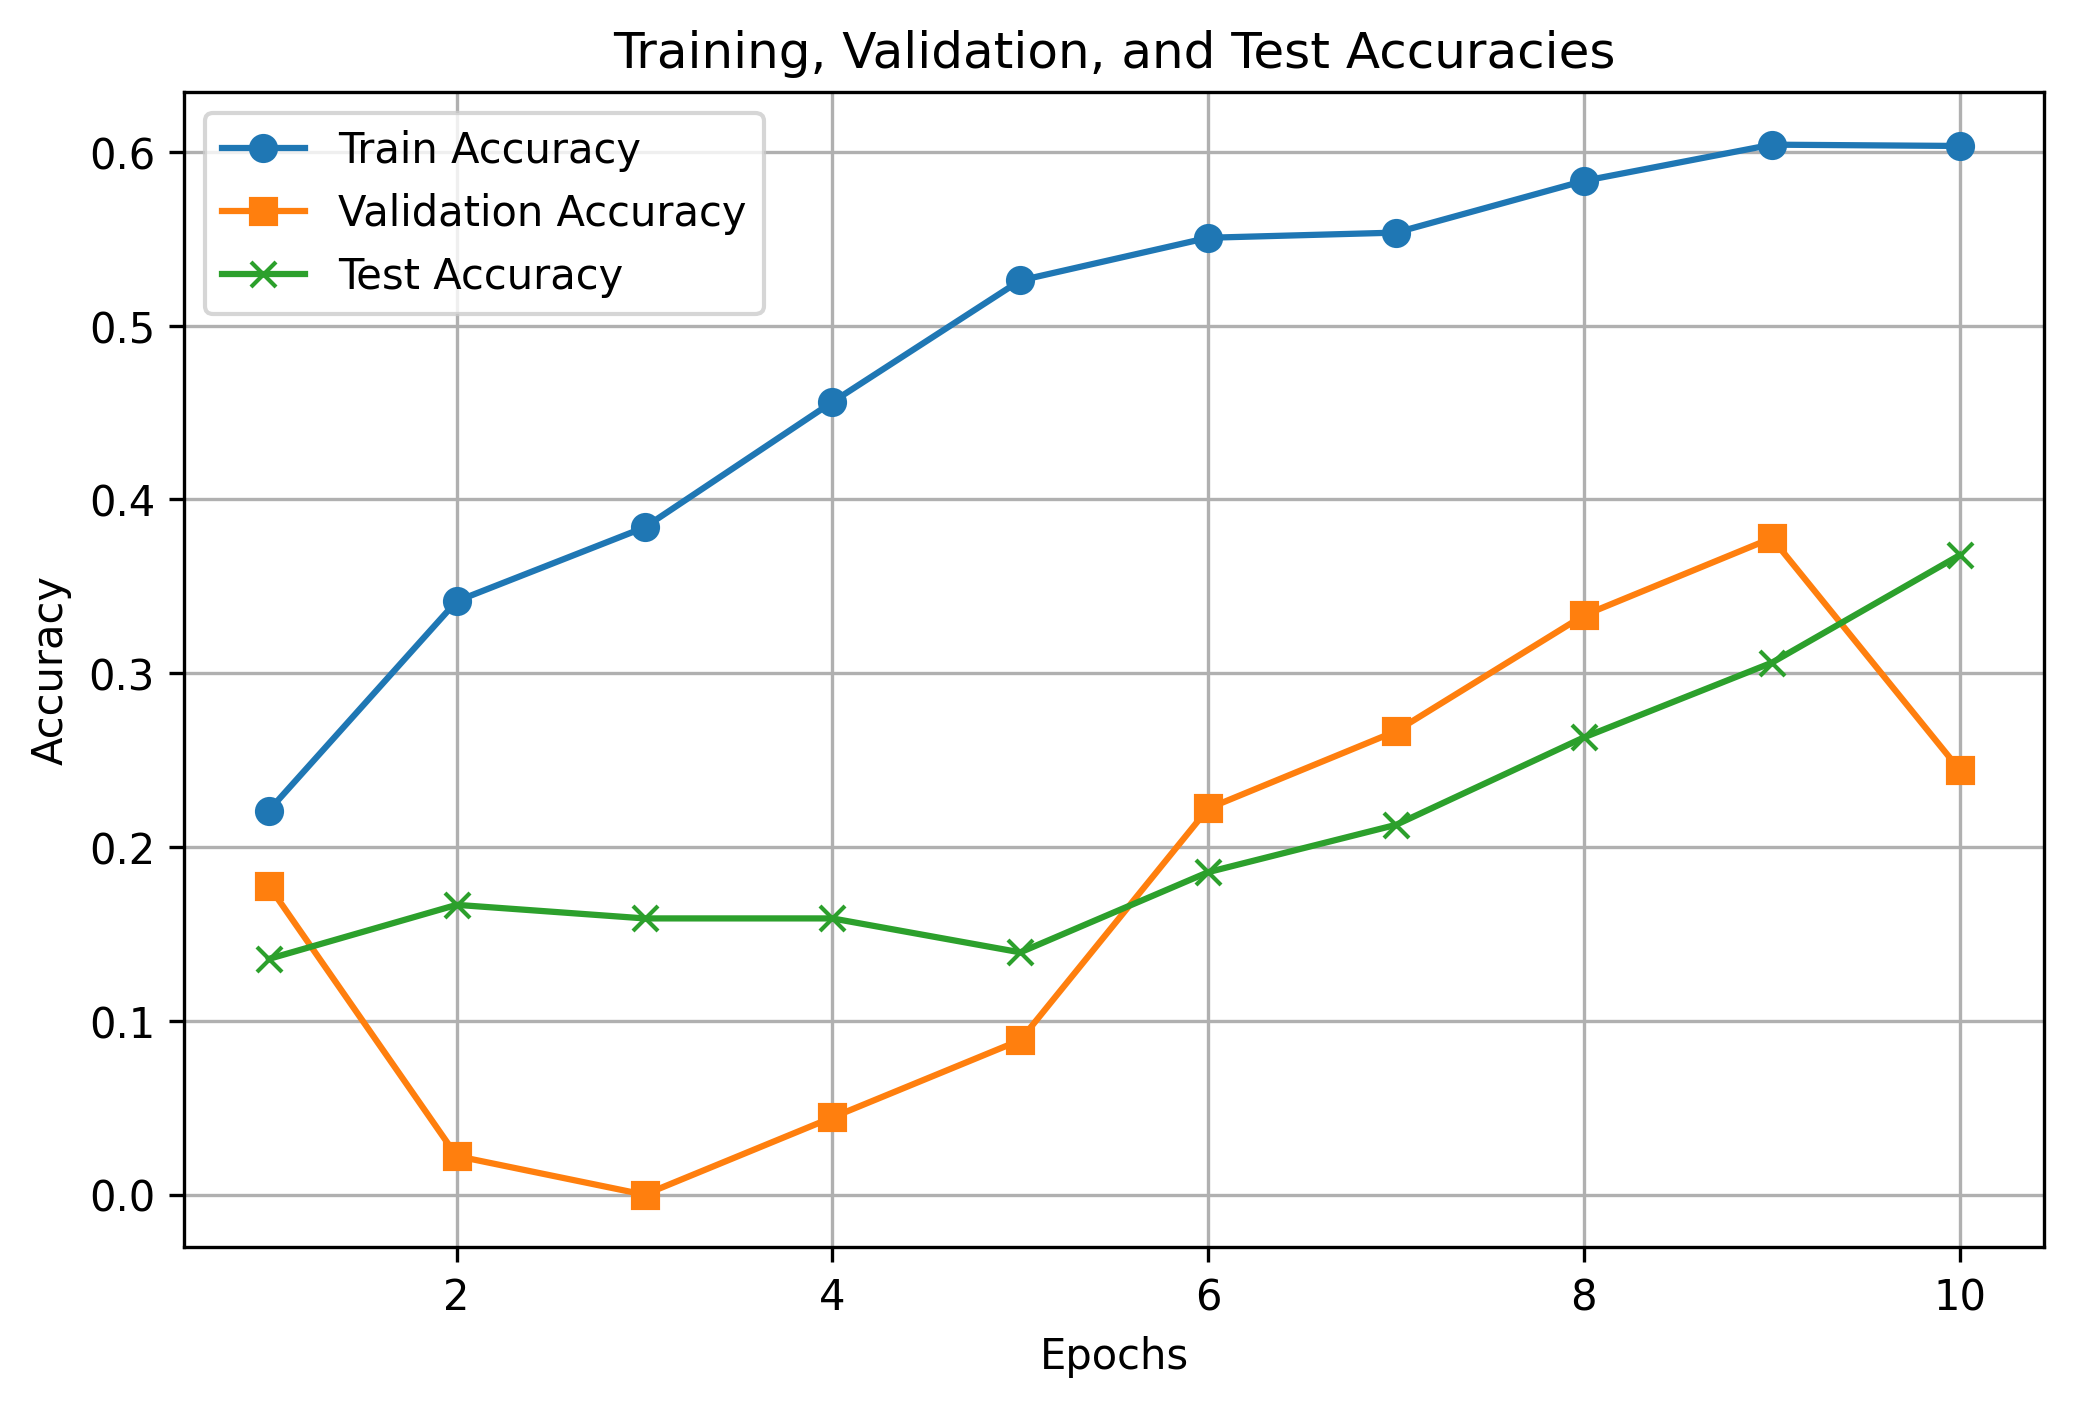 Training, Validation, and Test Accuracies
Train Accuracy
Validation Accuracy
Test Accuracy
0.6
0.5
0.4
0.3
0.2
0.1
0.0
Accuracy
2 4 6 8 10
Epochs